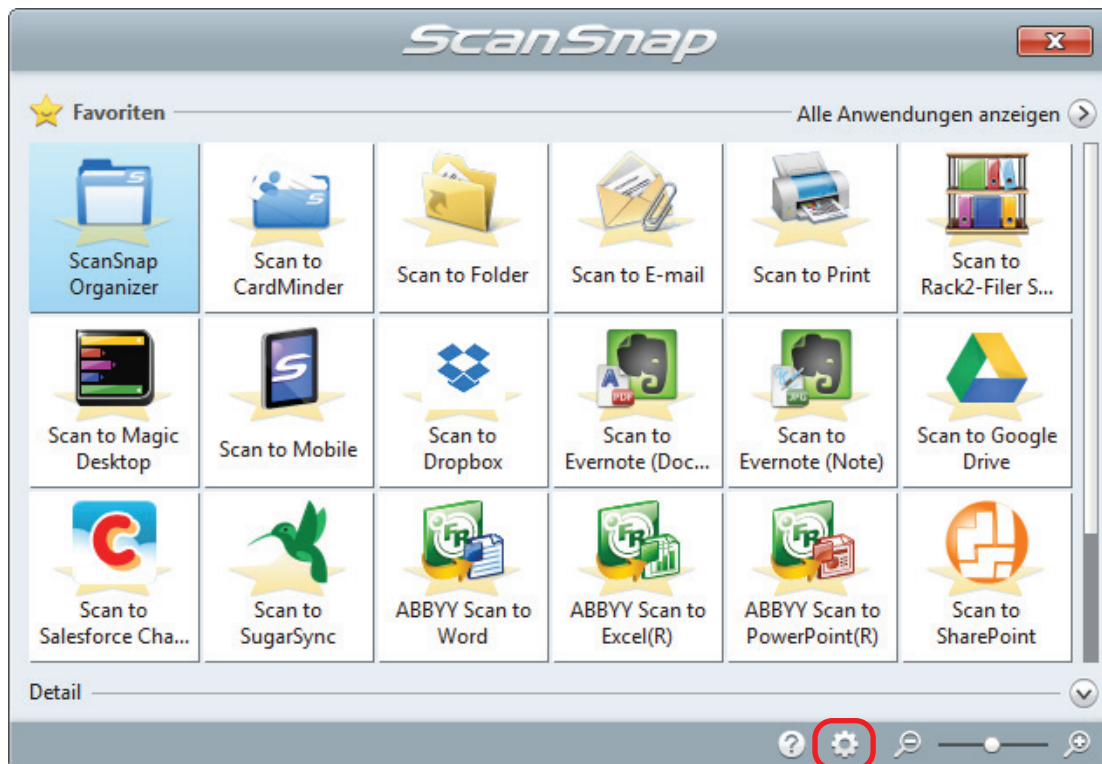 ScanSnap
Favoriten
Alle Anwendungen anzeigen
ScanSnap
Organizer
Scan to
CardMinder
Scan to Folder
Scan to E-mail
Scan to Print
Scan to
Rack2-Filer S...
Scan to Magic
Desktop
Scan to Mobile
Scan to
Dropbox
Scan to
Evernote (Doc...
Scan to
Evernote (Note)
Scan to Google
Drive
Scan to
Salesforce Cha...
Scan to
SugarSync
ABBYY Scan to
Word
ABBYY Scan to
Excel(R)
ABBYY Scan to
PowerPoint(R)
Scan to
SharePoint
Detail